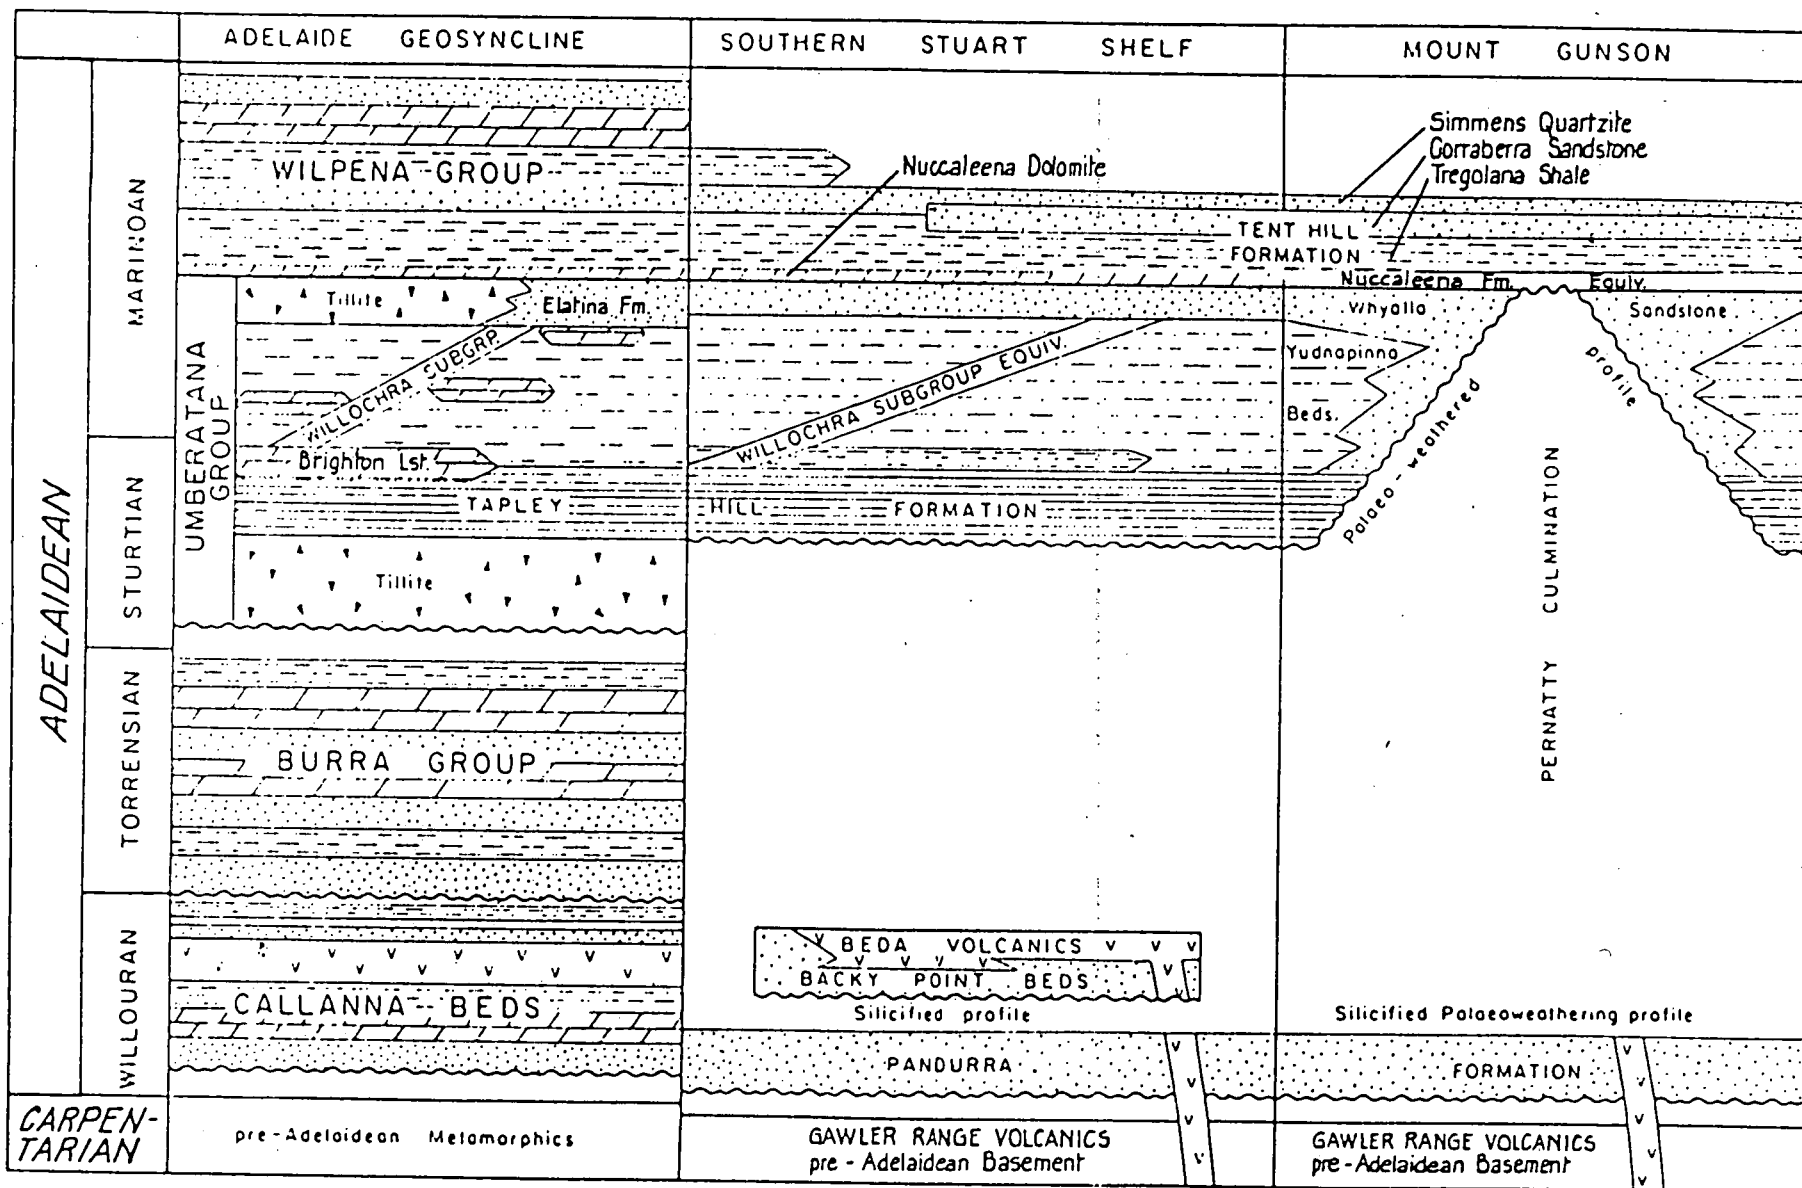 ADELAIDE GEOSYNCLINE
SOUTHERN STUART SHELF
MOUNT GUNSON
ADELAIDEAN
MARINOAN
STURTIAN
TORRENSIAN
WILLOURAN
CARPEN-
TARIAN
WILPENA GROUP
Nuccaleena Dolomite
Simmens Quartzite
Corraberra Sandstone
Tregolana Shale
TENT HILL
FORMATION
Nuccaleena Fm. Equiv.
UMBERATANA
GROUP
Tillite
Elatina Fm.
Whyalla Sandstone
WILLOCHRA SUBGRP
WILLOCHRA SUBGROUP EQUIV.
Yudnapinna
Beds.
Palaeo-weathered profile
Brighton Lst.
TAPLEY HILL FORMATION
Tillite
PERNATTY CULMINATION
BURRA GROUP
BEDA VOLCANICS
BACKY POINT BEDS
CALLANNA BEDS
Silicified profile
Silicified Palaeoweathering profile
PANDURRA FORMATION
pre-Adelaidean Metamorphics
GAWLER RANGE VOLCANICS
pre-Adelaidean Basement
GAWLER RANGE VOLCANICS
pre-Adelaidean Basement